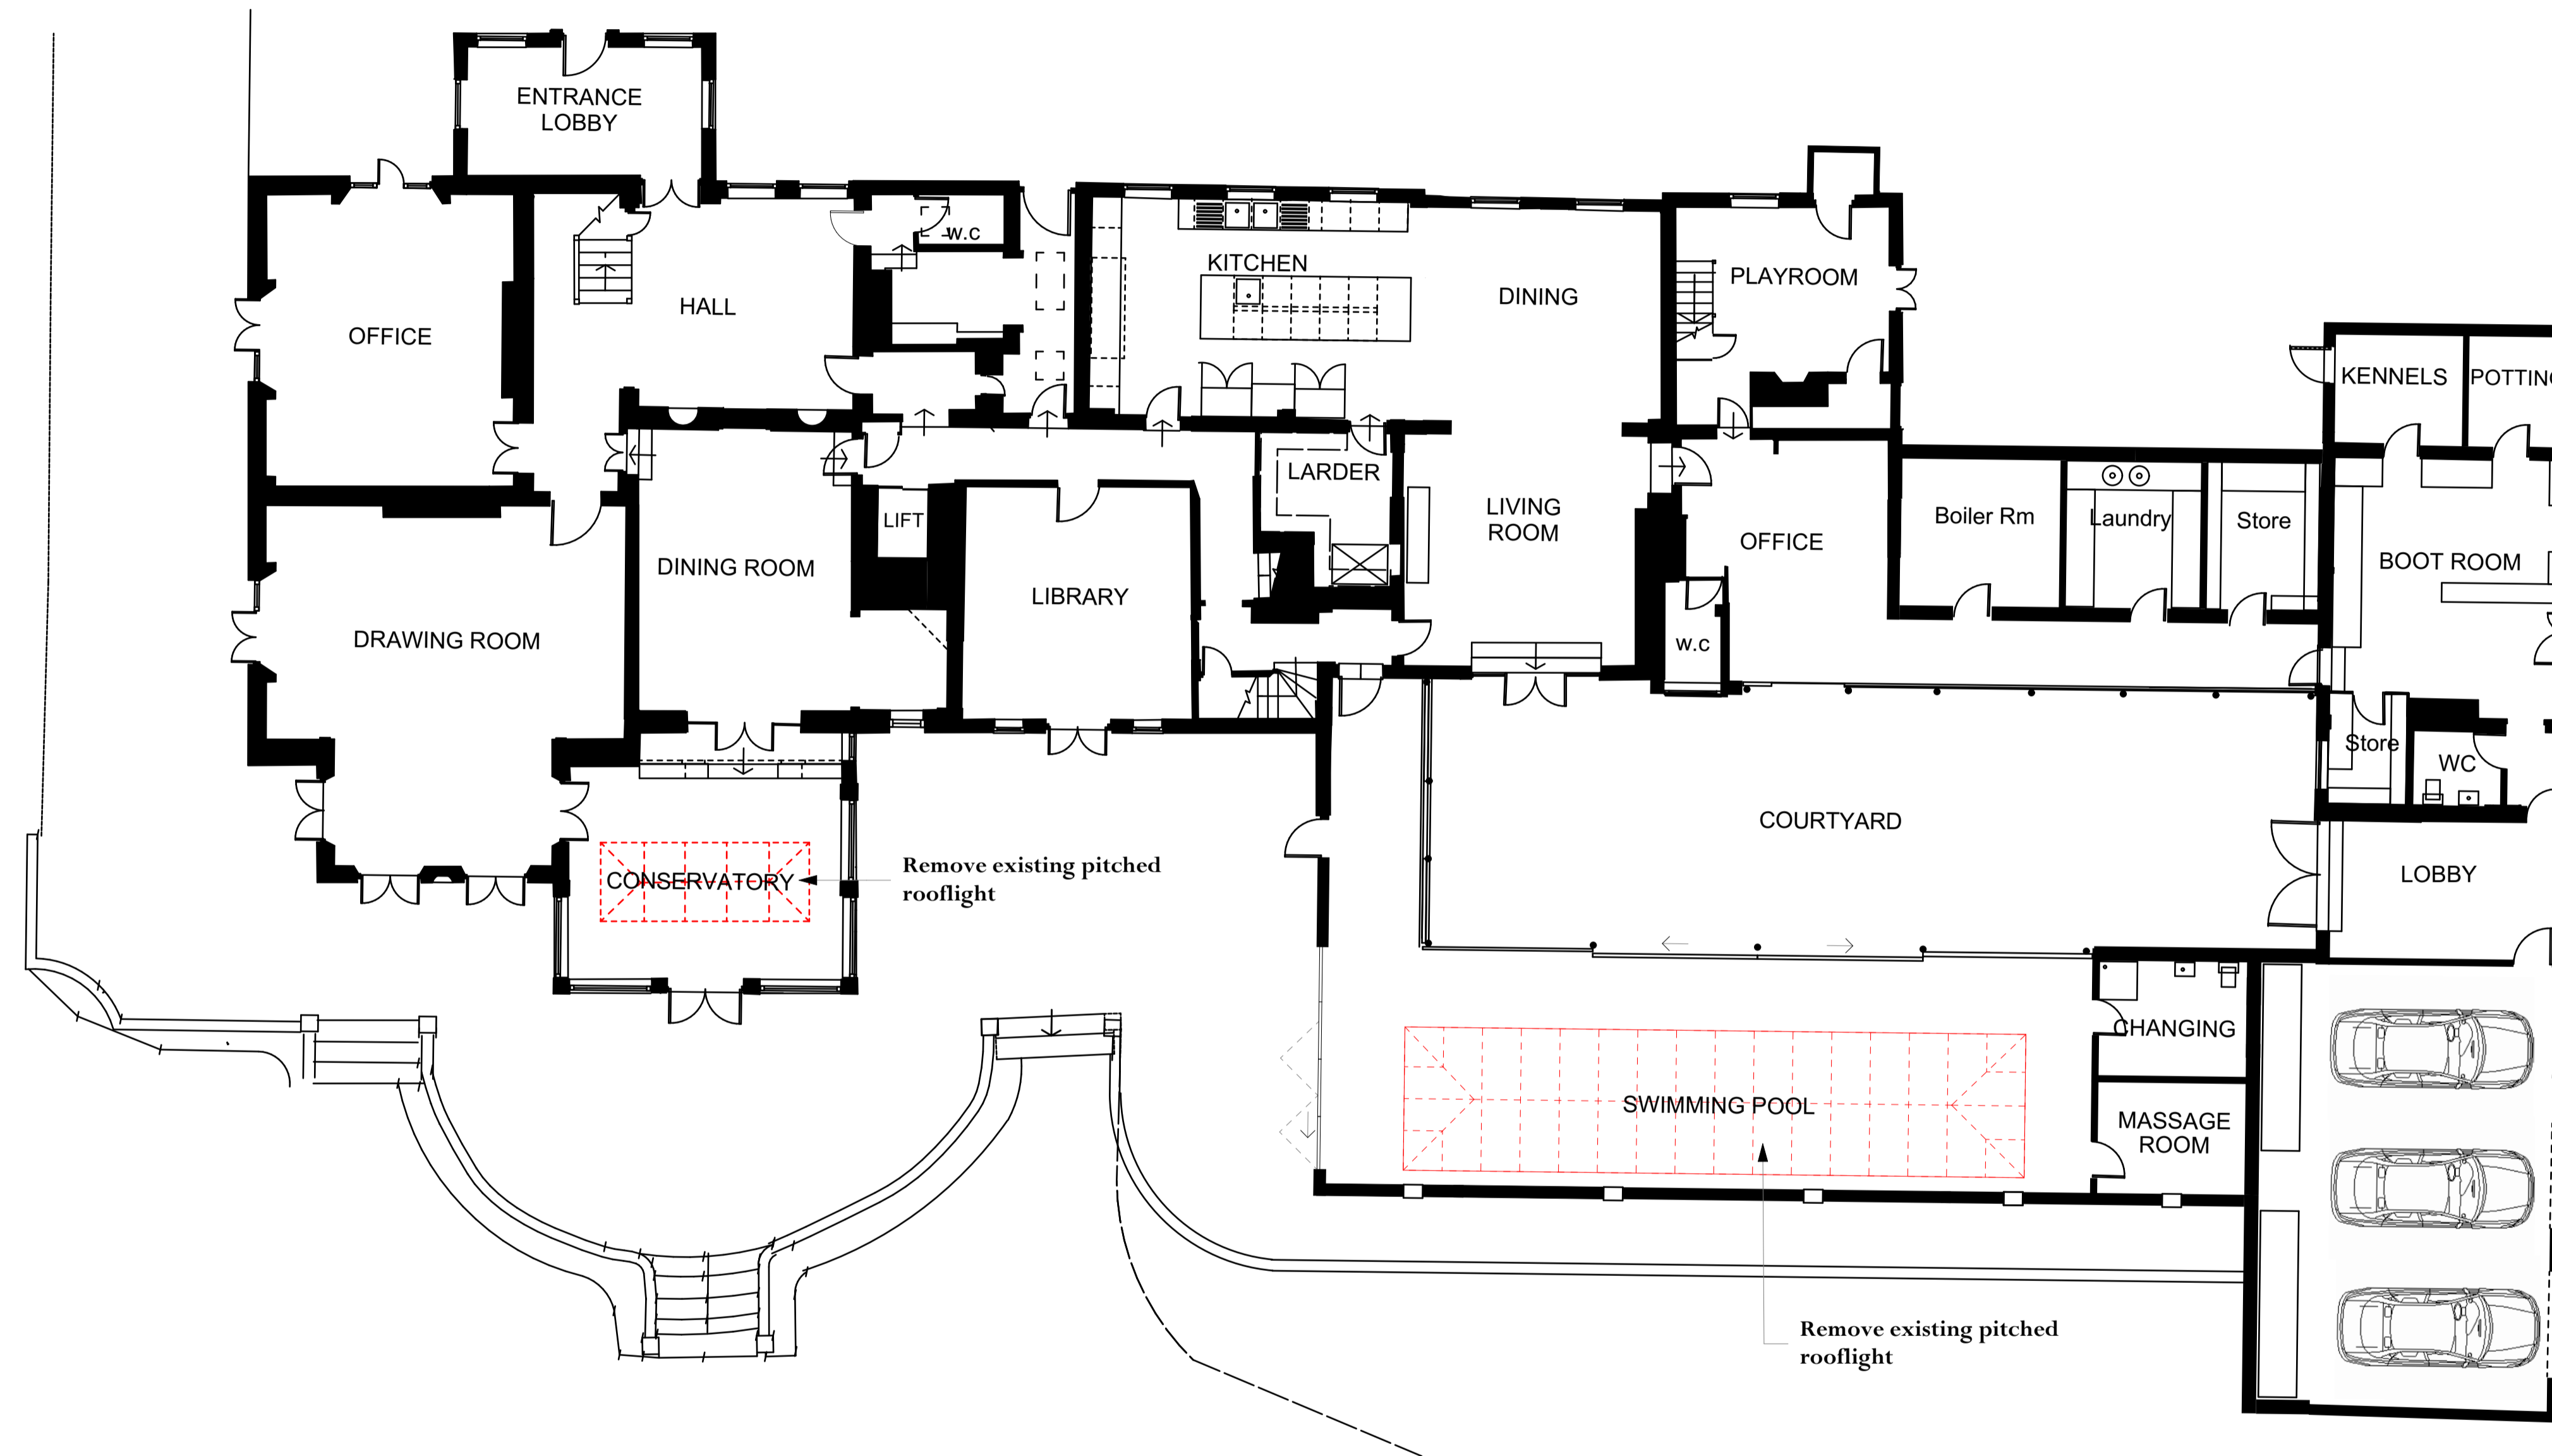 ENTRANCE
LOBBY
W.C
KITCHEN
HALL
DINING
PLAYROOM
OFFICE
KENNELS
POTTING
LARDER
LIFT
LIVING
ROOM
OFFICE
Boiler Rm
Laundry
Store
BOOT ROOM
DINING ROOM
LIBRARY
DRAWING ROOM
W.C
Store
WC
COURTYARD
LOBBY
CONSERVATORY
Remove existing pitched
rooflight
CHANGING
SWIMMING POOL
MASSAGE
ROOM
Remove existing pitched
rooflight